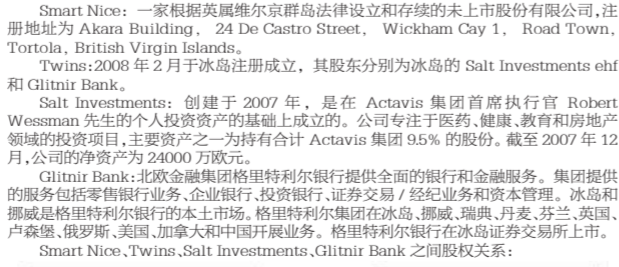 Smart Nice：一家根据英属维尔京群岛法律设立和存续的未上市股份有限公司,注
册地址为 Akara Building， 24 De Castro Street， Wickham Cay 1， Road Town，
Tortola，British Virgin Islands。
Twins:2008 年 2 月于冰岛注册成立，其股东分别为冰岛的 Salt Investments ehf
和 Glitnir Bank。
Salt Investments：创建于 2007 年，是在 Actavis 集团首席执行官 Robert
Wessman 先生的个人投资资产的基础上成立的。公司专注于医药、健康、教育和房地产
领域的投资项目,主要资产之一为持有合计 Actavis 集团 9.5% 的股份。截至 2007 年 12
月,公司的净资产为 24000 万欧元。
Glitnir Bank:北欧金融集团格里特利尔银行提供全面的银行和金融服务。集团提供
的服务包括零售银行业务、企业银行、投资银行、证券交易 / 经纪业务和资本管理。冰岛和
挪威是格里特利尔银行的本土市场。格里特利尔集团在冰岛、挪威、瑞典、丹麦、芬兰、英国、
卢森堡、俄罗斯、美国、加拿大和中国开展业务。格里特利尔银行在冰岛证券交易所上市。
Smart Nice、Twins、Salt Investments、Glitnir Bank 之间股权关系：